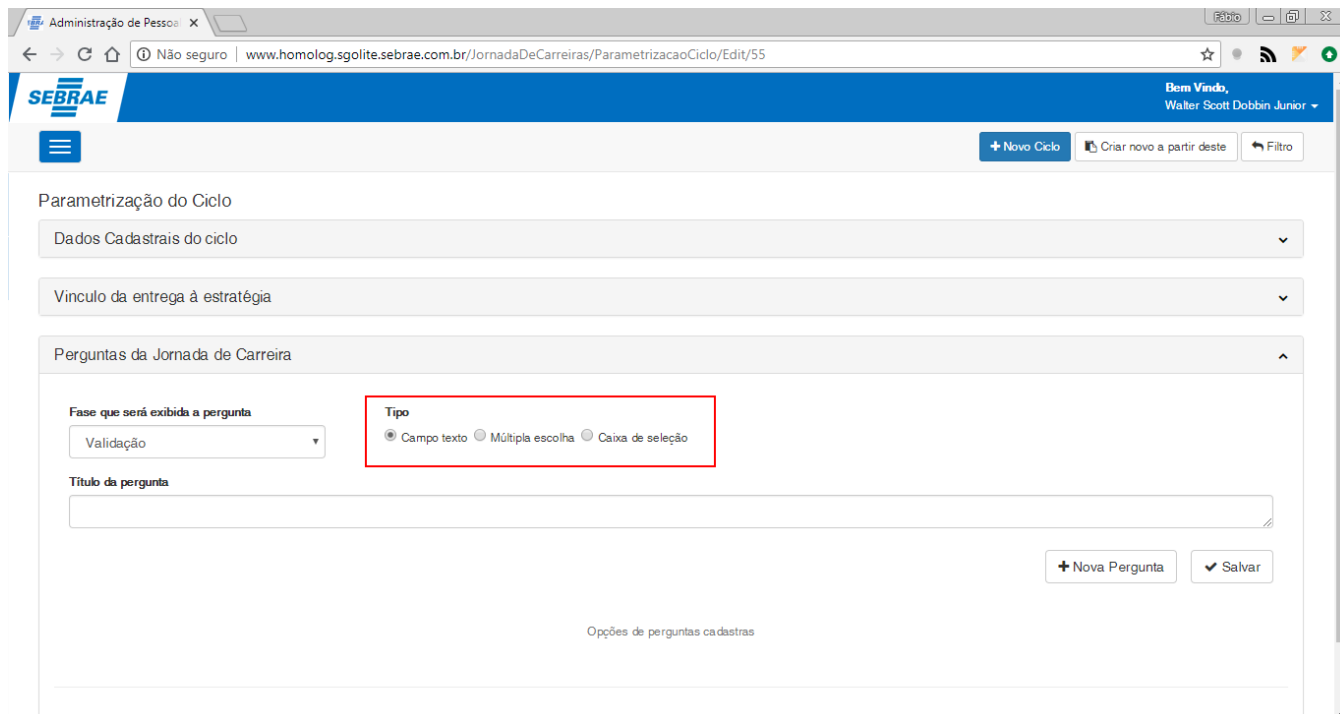 Administração de Pessoal
Fábio
Não seguro | www.homolog.sgolite.sebrae.com.br/JornadaDeCarreiras/ParametrizacaoCiclo/Edit/55
SEBRAE
Bem Vindo,
Walter Scott Dobbin Junior
Novo Ciclo
Criar novo a partir deste
Filtro
Parametrização do Ciclo
Dados Cadastrais do ciclo
Vinculo da entrega à estratégia
Perguntas da Jornada de Carreira
Fase que será exibida a pergunta
Validação
Tipo
Campo texto Múltipla escolha Caixa de seleção
Título da pergunta
Nova Pergunta
Salvar
Opções de perguntas cadastras